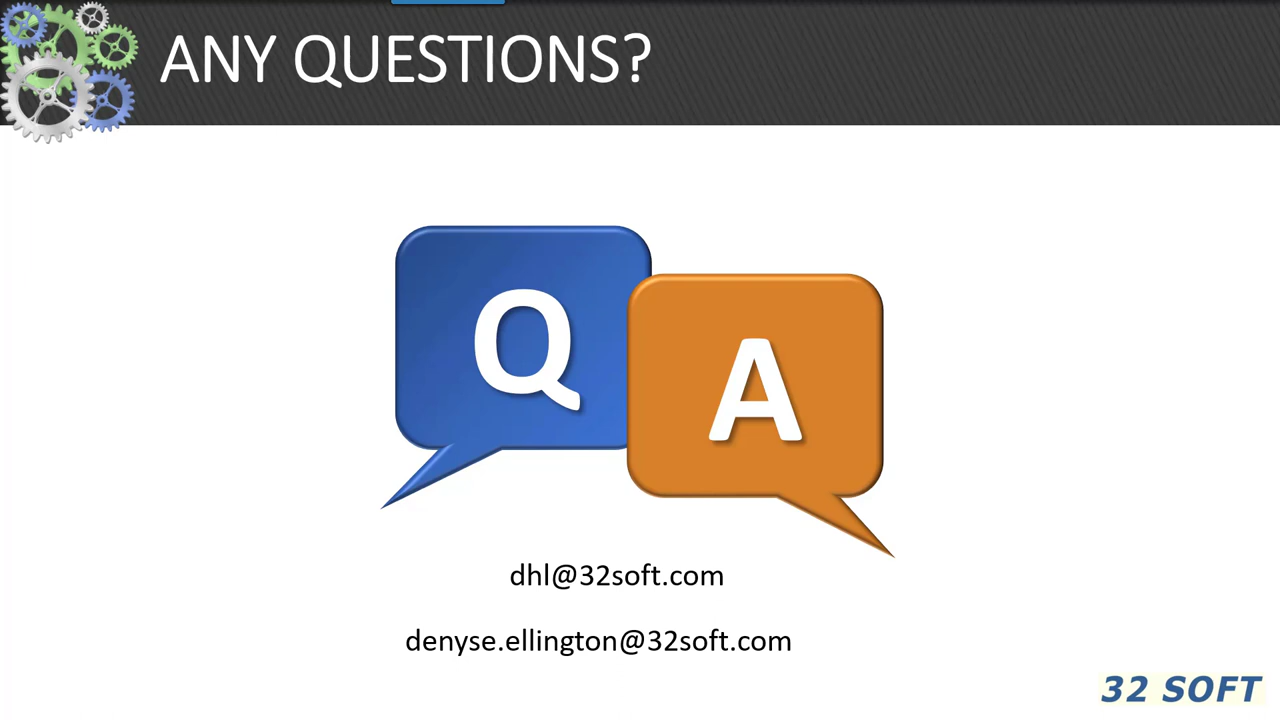 ANY QUESTIONS?
Q
A
dhl@32soft.com
denyse.ellington@32soft.com
32 SOFT